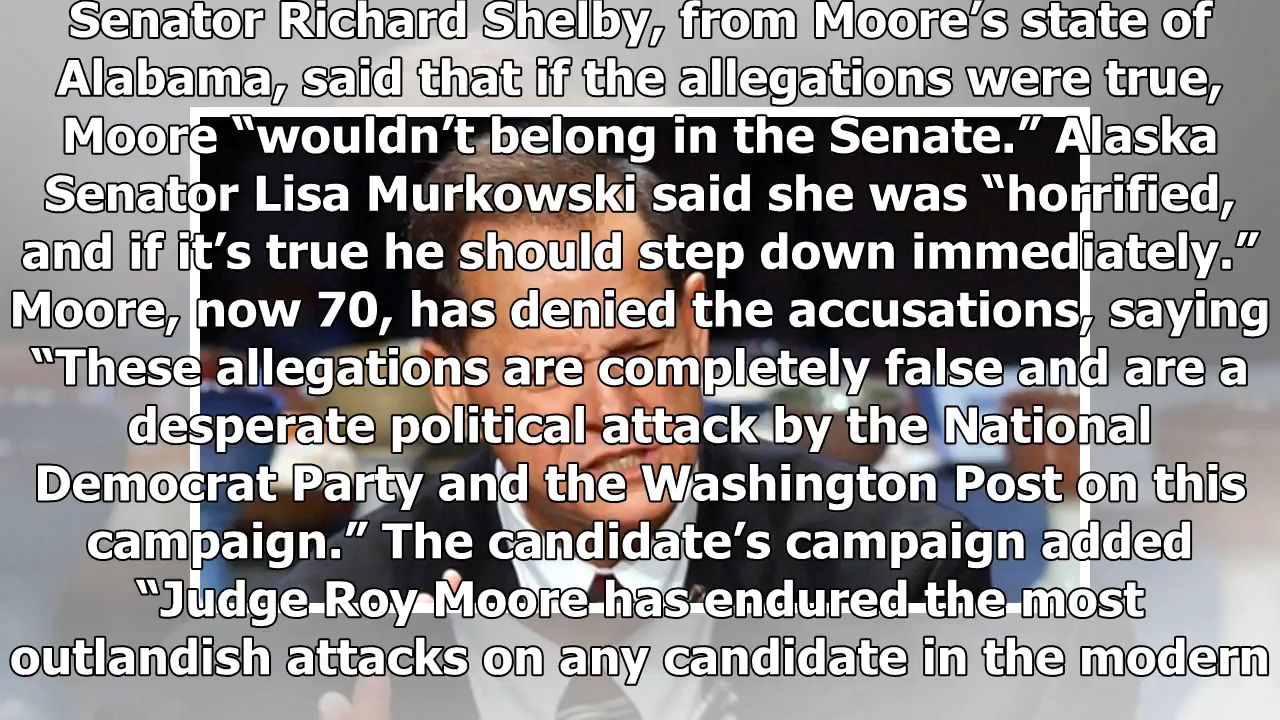 Senator Richard Shelby, from Moore’s state of
Alabama, said that if the allegations were true,
Moore “wouldn’t belong in the Senate.” Alaska
Senator Lisa Murkowski said she was “horrified,
and if it’s true he should step down immediately.”
Moore, now 70, has denied the accusations, saying
“These allegations are completely false and are a
desperate political attack by the National
Democrat Party and the Washington Post on this
campaign.” The candidate’s campaign added
“Judge Roy Moore has endured the most
outlandish attacks on any candidate in the modern